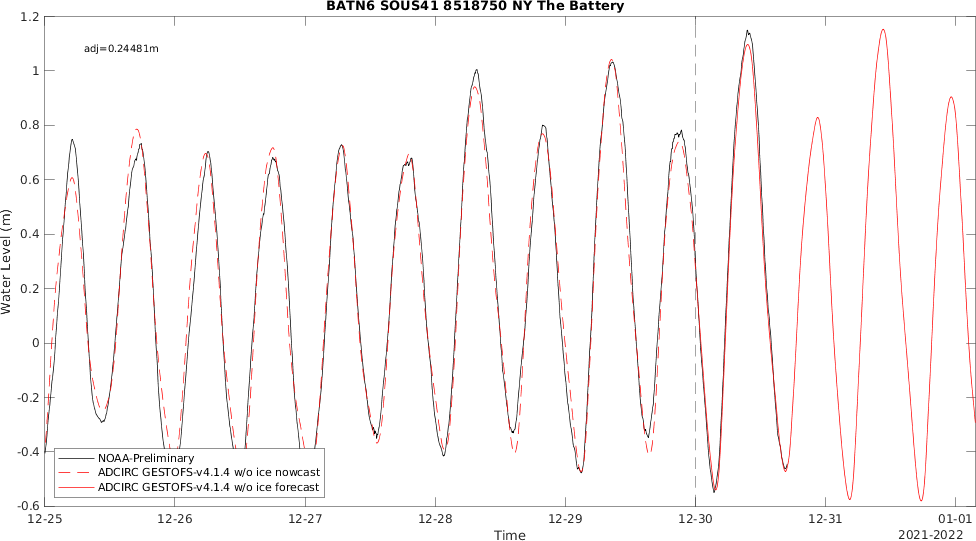 BATN6 SOUS41 8518750 NY The Battery
1.2
1
0.8
0.6
0.4
0.2
0
-0.2
-0.4
-0.6
Water Level (m)
adj=0.24481m
NOAA-Preliminary
ADCIRC GESTOFS-v4.1.4 w/o ice nowcast
ADCIRC GESTOFS-v4.1.4 w/o ice forecast
12-25 12-26 12-27 12-28 12-29 12-30 12-31 01-01
Time
2021-2022